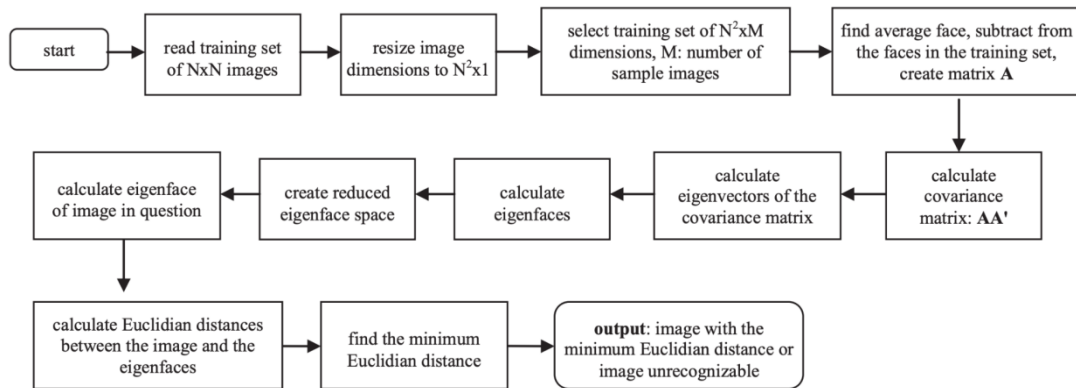 start
read training set
of NxN images
resize image
dimensions to N²x1
select training set of N²xM
dimensions, M: number of
sample images
find average face, subtract from
the faces in the training set,
create matrix A
calculate eigenface
of image in question
create reduced
eigenface space
calculate
eigenfaces
calculate
eigenvectors of the
covariance matrix
calculate
covariance
matrix: AA'
calculate Euclidian distances
between the image and the
eigenfaces
find the minimum
Euclidian distance
output: image with the
minimum Euclidian distance or
image unrecognizable